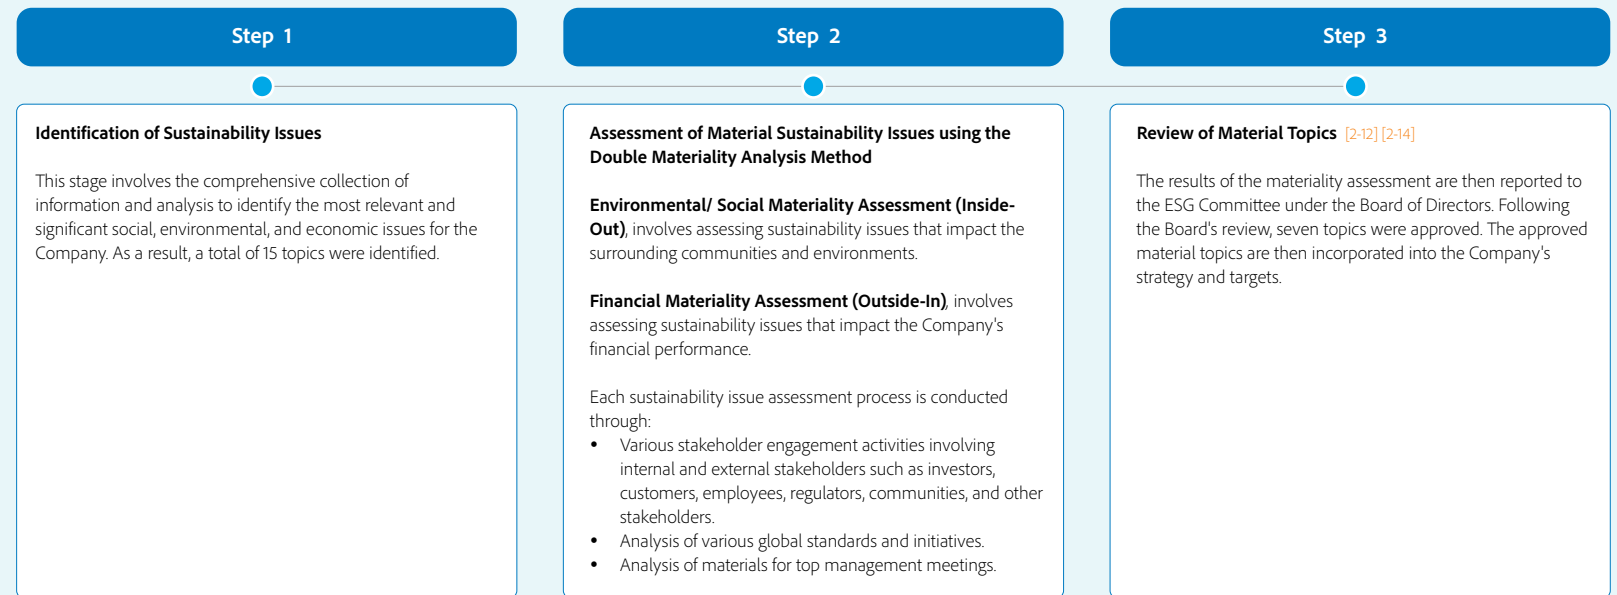 Step 1
Identification of Sustainability Issues
This stage involves the comprehensive collection of
information and analysis to identify the most relevant and
significant social, environmental, and economic issues for the
Company. As a result, a total of 15 topics were identified.
Step 2
Assessment of Material Sustainability Issues using the
Double Materiality Analysis Method
Environmental/ Social Materiality Assessment (Inside-
Out), involves assessing sustainability issues that impact the
surrounding communities and environments.
Financial Materiality Assessment (Outside-In), involves
assessing sustainability issues that impact the Company's
financial performance.
Each sustainability issue assessment process is conducted
through:
• Various stakeholder engagement activities involving
internal and external stakeholders such as investors,
customers, employees, regulators, communities, and other
stakeholders.
• Analysis of various global standards and initiatives.
• Analysis of materials for top management meetings.
Step 3
Review of Material Topics [2-12] [2-14]
The results of the materiality assessment are then reported to
the ESG Committee under the Board of Directors. Following
the Board's review, seven topics were approved. The approved
material topics are then incorporated into the Company's
strategy and targets.